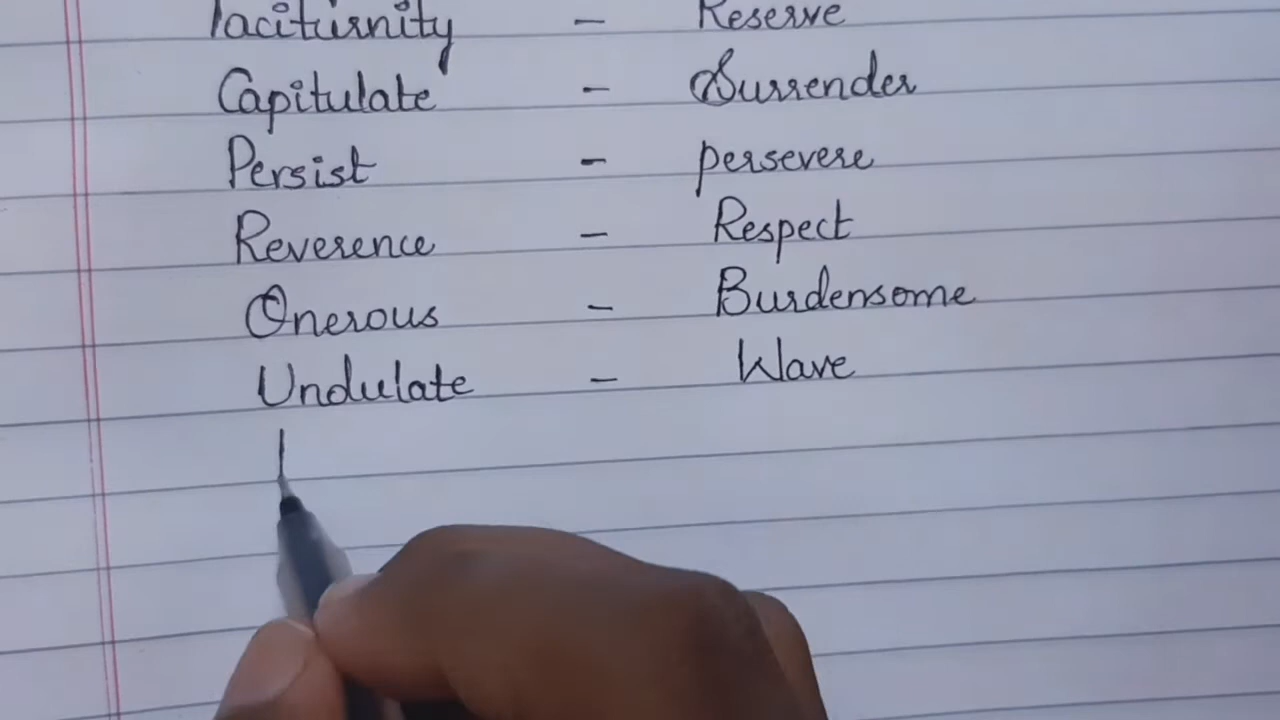 Taciturnity - Reserve
Capitulate - Surrender
Persist - persevere
Reverence - Respect
Onerous - Burdensome
Undulate - Wave